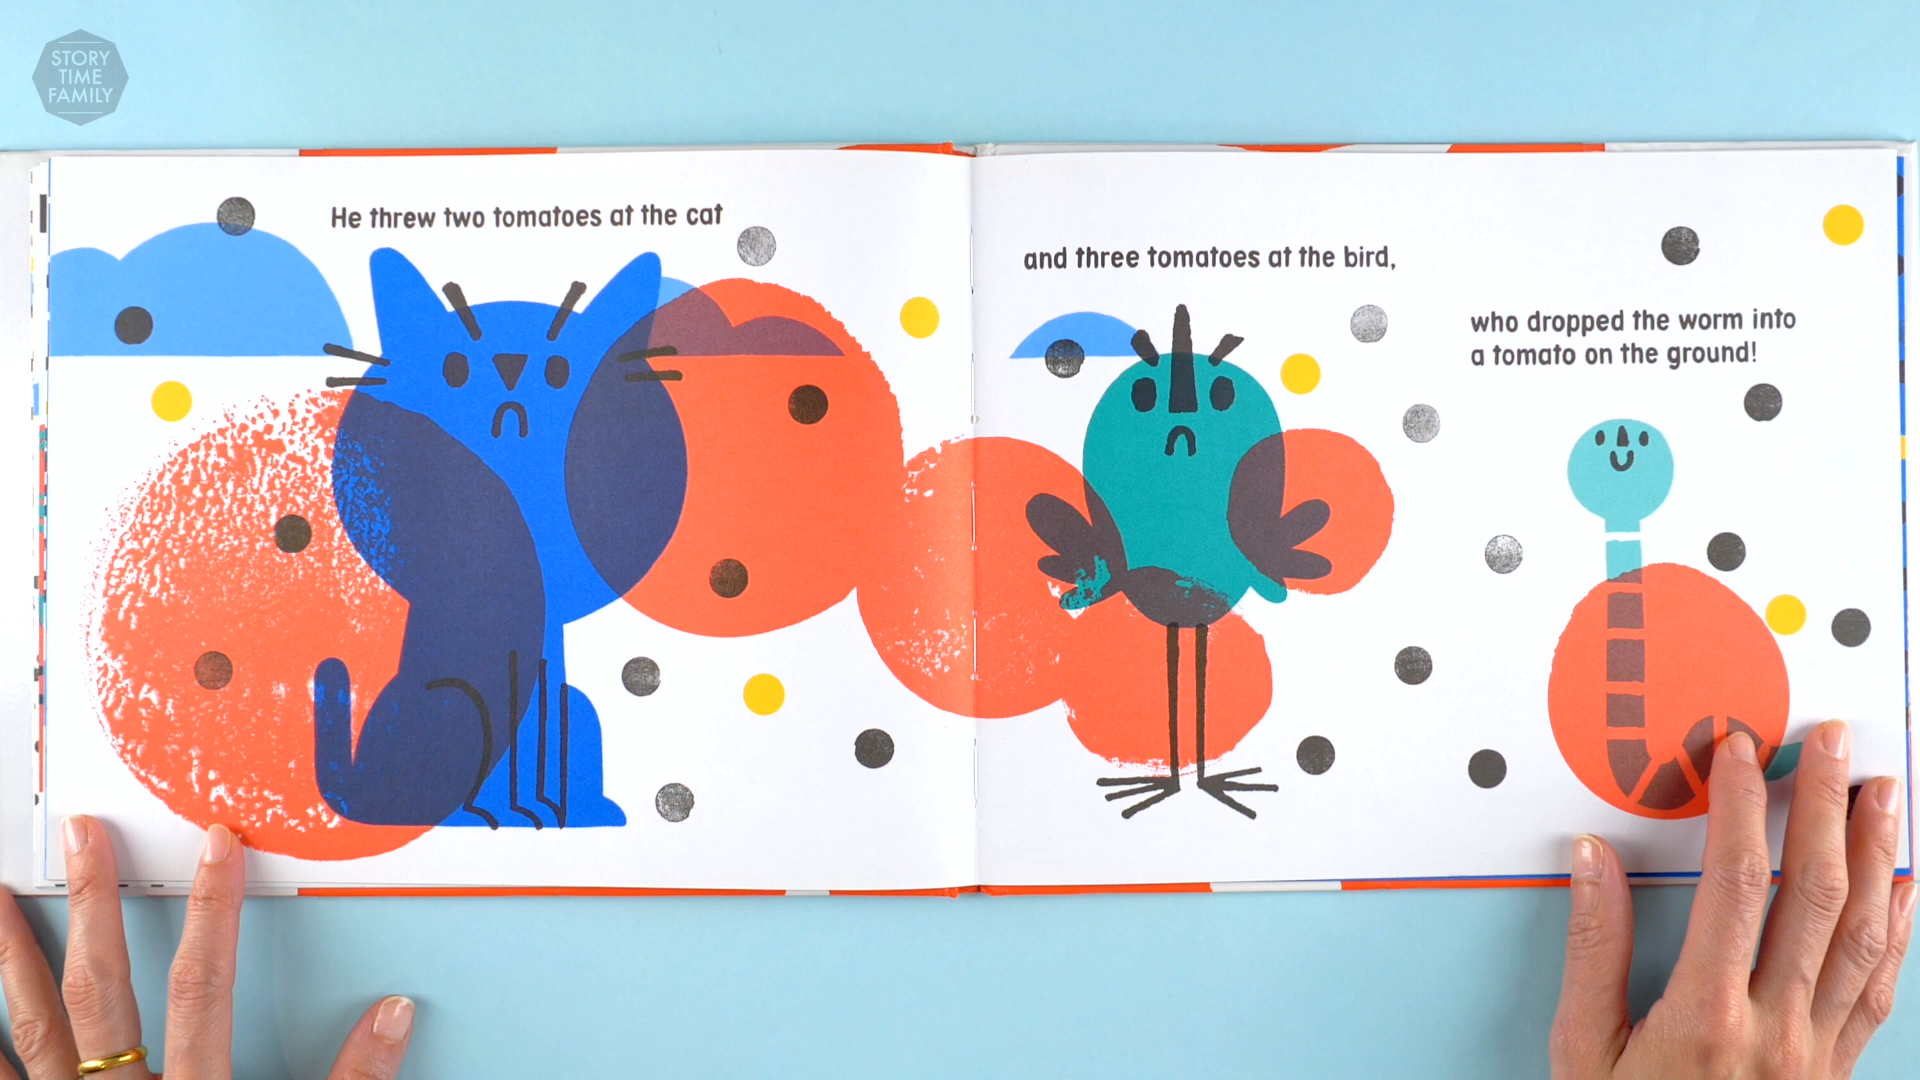 STORY
TIME
FAMILY
He threw two tomatoes at the cat
and three tomatoes at the bird,
who dropped the worm into
a tomato on the ground!